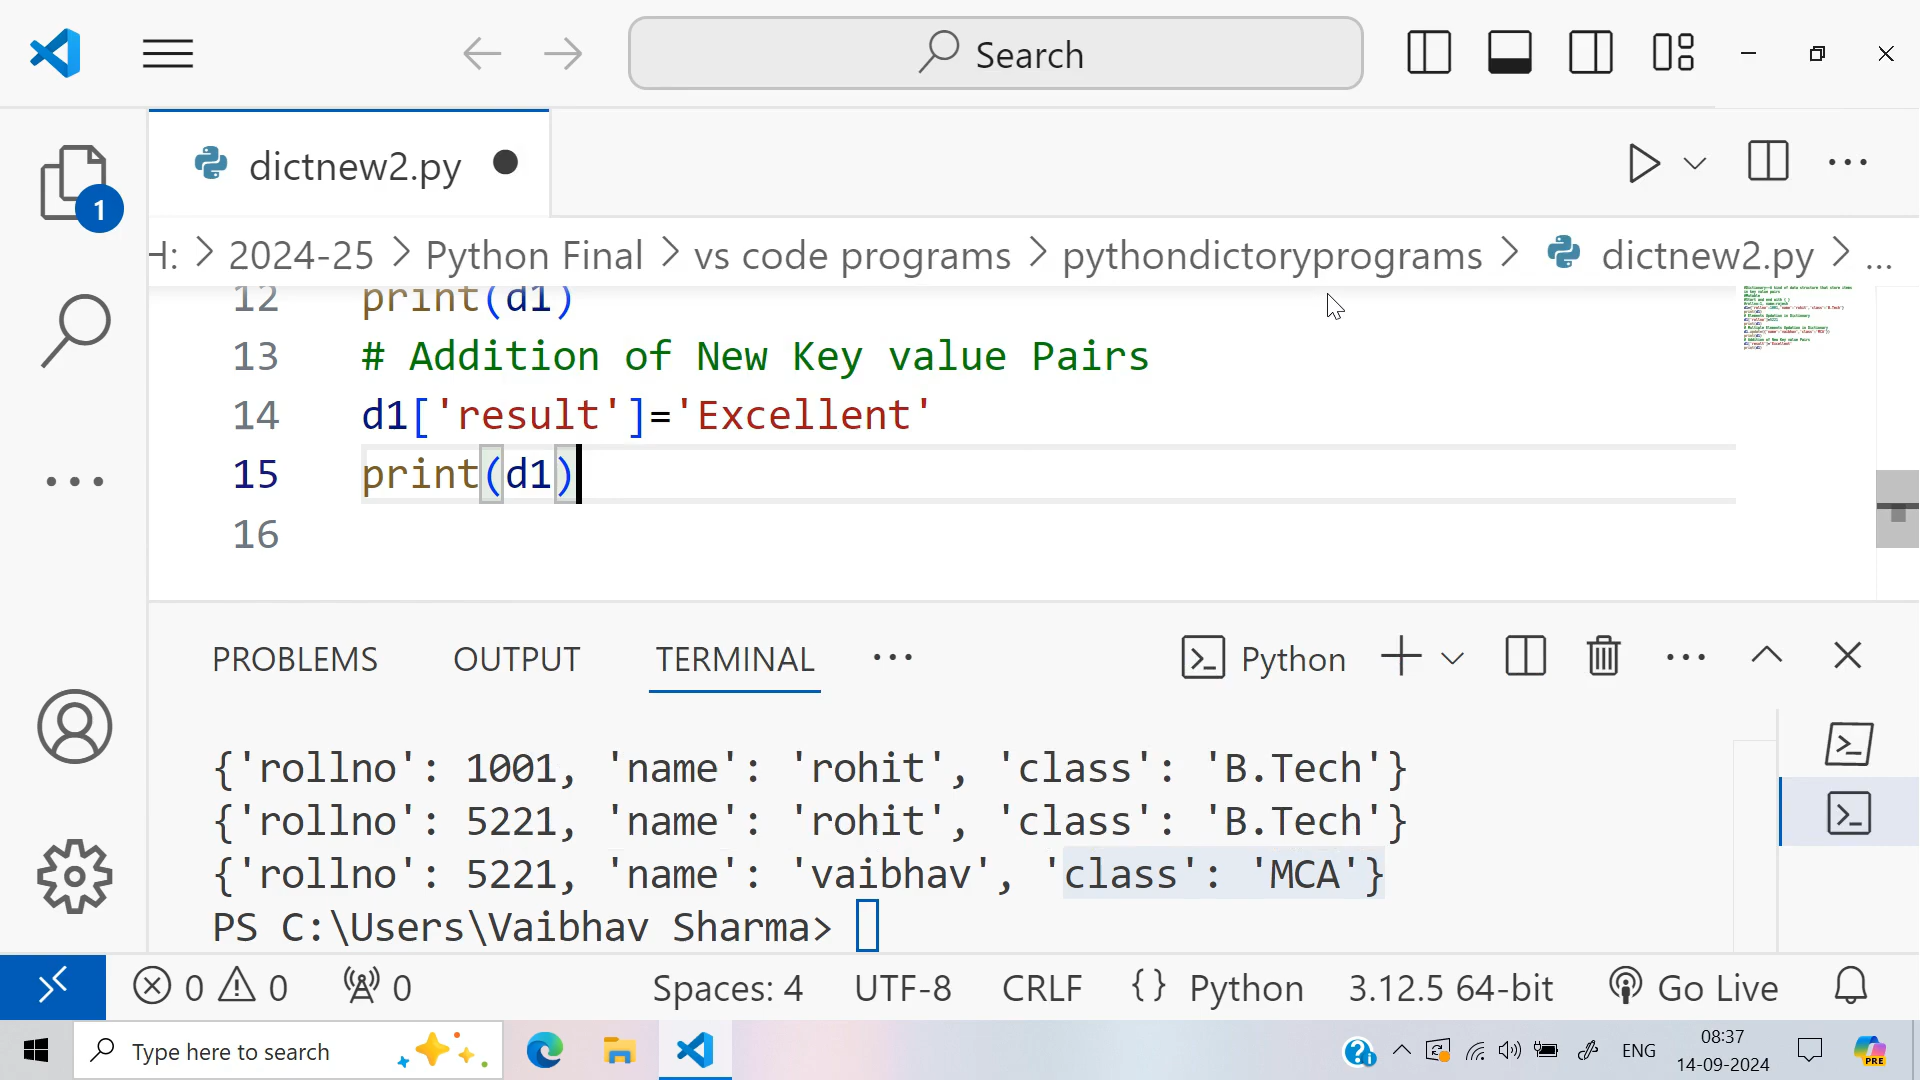 Search
dictnew2.py
H: > 2024-25 > Python Final > vs code programs > pythondictoryprograms > dictnew2.py > ...
1
12 print(d1)
13 # Addition of New Key value Pairs
14 d1['result']='Excellent'
15 print(d1)
16
PROBLEMS OUTPUT TERMINAL ... Python
{'rollno': 1001, 'name': 'rohit', 'class': 'B.Tech'}
{'rollno': 5221, 'name': 'rohit', 'class': 'B.Tech'}
{'rollno': 5221, 'name': 'vaibhav', 'class': 'MCA'}
PS C:\Users\Vaibhav Sharma>
0 0 0 Spaces: 4 UTF-8 CRLF {} Python 3.12.5 64-bit Go Live
Type here to search
ENG
08:37
14-09-2024
PRE